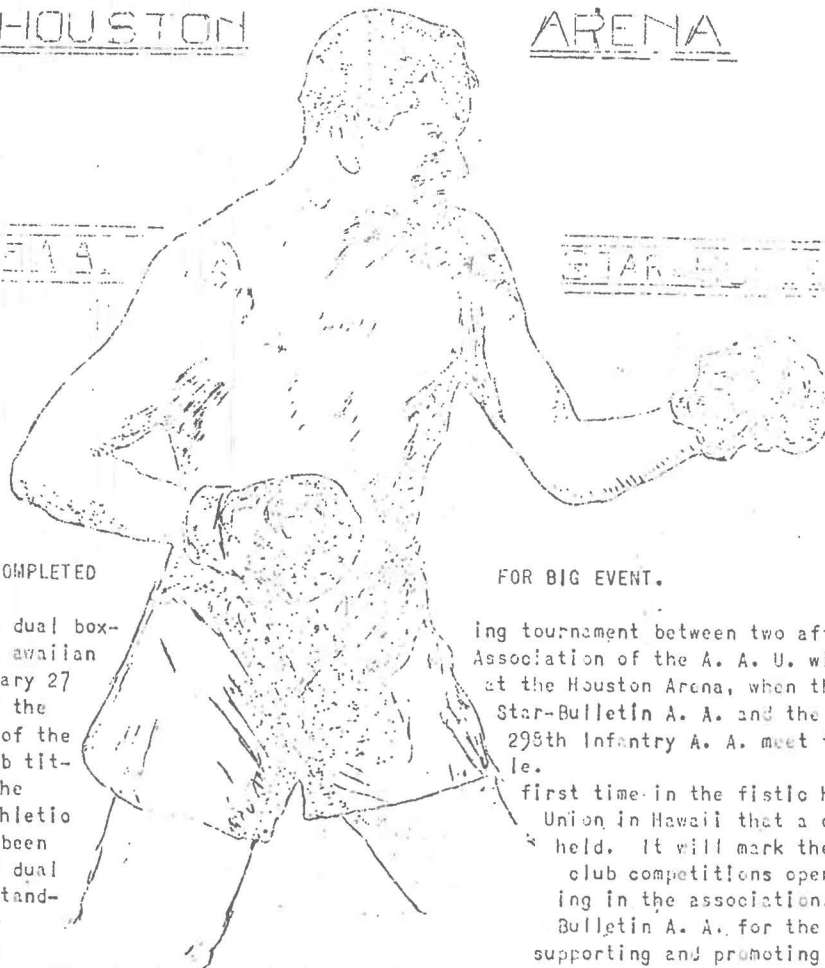 HOUSTON ARENA
STAR
OMPLETED FOR BIG EVENT.
dual box- ing tournament between two af
awaiian Association of the A. A. U. w
ary 27 at the Houston Arena, when th
the Star-Bulletin A. A. and the
of the 298th Infantry A. A. meet
b tit- le.
he first time in the fistic
thletic Union in Hawaii that a
been held. It will mark the
dual club competitions open
tand- ing in the association.
Bulletin A. A. for the
supporting and promoting